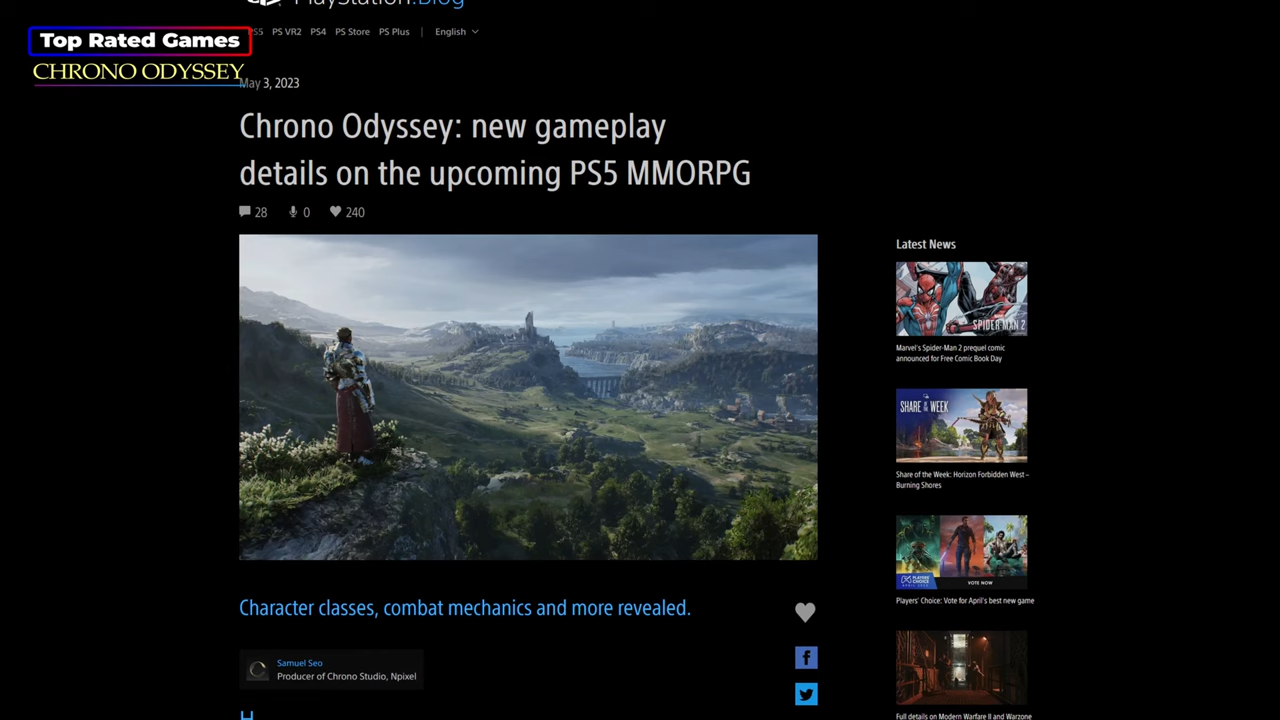 PlayStation.Blog
Top Rated Games
CHRONO ODYSSEY
PS5 PS VR2 PS4 PS Store PS Plus | English
May 3, 2023
Chrono Odyssey: new gameplay
details on the upcoming PS5 MMORPG
28 0 240
Latest News
SPIDER-MAN 2
Marvel's Spider-Man 2 prequel comic
announced for Free Comic Book Day
SHARE OF THE WEEK
Share of the Week: Horizon Forbidden West –
Burning Shores
PLAYERS CHOICE
VOTE NOW
Players' Choice: Vote for April's best new game
Character classes, combat mechanics and more revealed.
Samuel Seo
Producer of Chrono Studio, Npixel
Full details on Modern Warfare II and Warzone